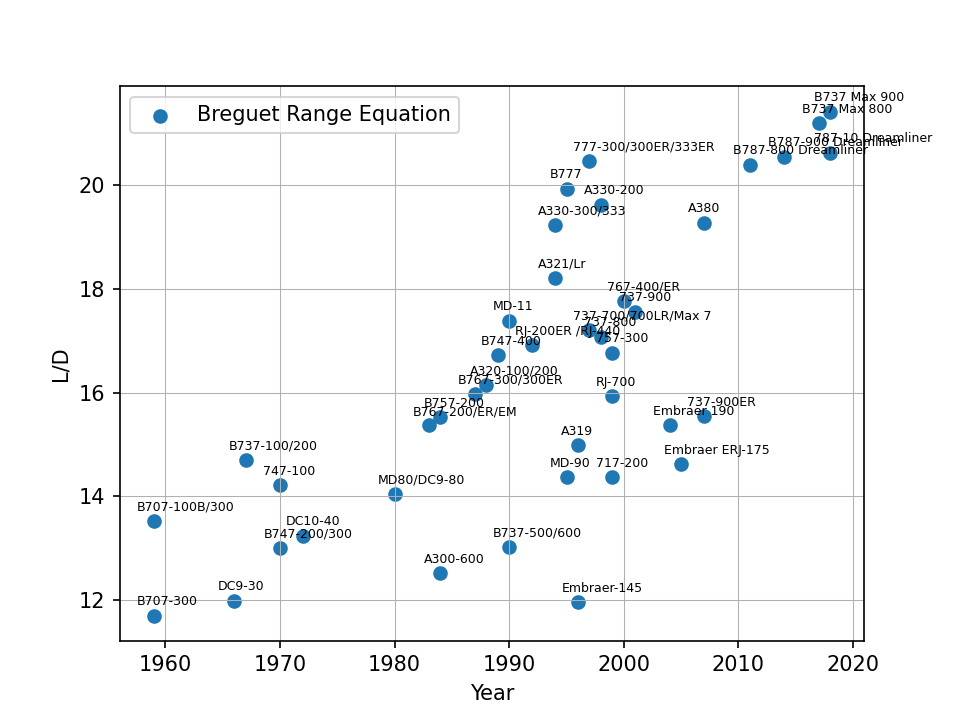 Breguet Range Equation
B737 Max 900
B737 Max 800
787-10 Dreamliner
B787-900 Dreamliner
B787-800 Dreamliner
777-300/300ER/333ER
B777
A330-200
A330-300/333
A380
A321/Lr
767-400/ER
737-900
MD-11
737-700/700LR/Max 7
737-800
RJ-200ER /RJ-440
757-300
B747-400
A320-100/200
B767-300/300ER
RJ-700
B757-200
B767-200/ER/EM
737-900ER
Embraer 190
A319
B737-100/200
Embraer ERJ-175
747-100
MD-90
717-200
MD80/DC9-80
B707-100B/300
DC10-40
B747-200/300
B737-500/600
A300-600
DC9-30
Embraer-145
B707-300
20
18
16
14
12
L/D
1960 1970 1980 1990 2000 2010 2020
Year